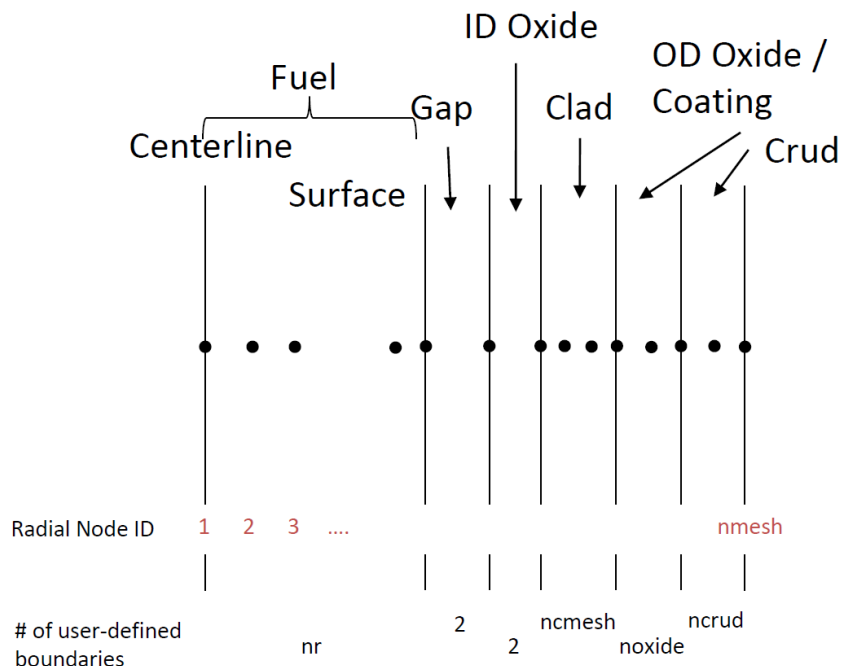 ID Oxide
OD Oxide /
Coating
Fuel
Gap
Clad
Crud
Centerline
Surface
Radial Node ID 1 2 3 .... nmesh
# of user-defined
boundaries
nr 2 2 ncmesh noxide ncrud